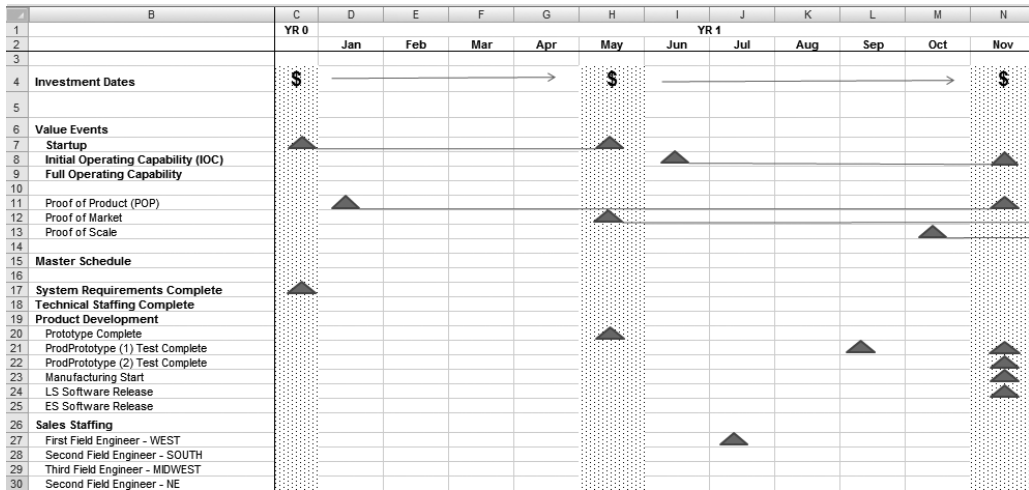 B C D E F G H I J K L M N
1 YR 0 YR 1
2 Jan Feb Mar Apr May Jun Jul Aug Sep Oct Nov
3
4 Investment Dates $ $ $
5
6 Value Events
7 Startup
8 Initial Operating Capability (IOC)
9 Full Operating Capability
10
11 Proof of Product (POP)
12 Proof of Market
13 Proof of Scale
14
15 Master Schedule
16
17 System Requirements Complete
18 Technical Staffing Complete
19 Product Development
20 Prototype Complete
21 ProdPrototype (1) Test Complete
22 ProdPrototype (2) Test Complete
23 Manufacturing Start
24 LS Software Release
25 ES Software Release
26 Sales Staffing
27 First Field Engineer - WEST
28 Second Field Engineer - SOUTH
29 Third Field Engineer - MIDWEST
30 Second Field Engineer - NE